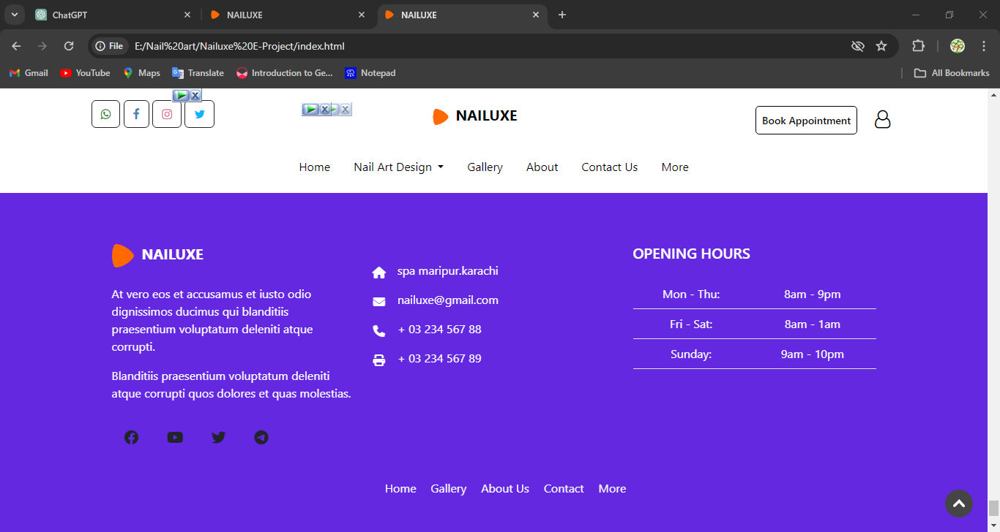 ChatGPT
NAILUXE
NAILUXE
File
E:/Nail%20art/Nailuxe%20E-Project/index.html
Gmail
YouTube
Maps
Translate
Introduction to Ge...
Notepad
All Bookmarks
NAILUXE
Book Appointment
Home
Nail Art Design
Gallery
About
Contact Us
More
NAILUXE
At vero eos et accusamus et iusto odio
dignissimos ducimus qui blanditiis
praesentium voluptatum deleniti atque
corrupti.
Blanditiis praesentium voluptatum deleniti
atque corrupti quos dolores et quas molestias.
spa maripur.karachi
nailuxe@gmail.com
+ 03 234 567 88
+ 03 234 567 89
OPENING HOURS
Mon - Thu: 8am - 9pm
Fri - Sat: 8am - 1am
Sunday: 9am - 10pm
Home
Gallery
About Us
Contact
More